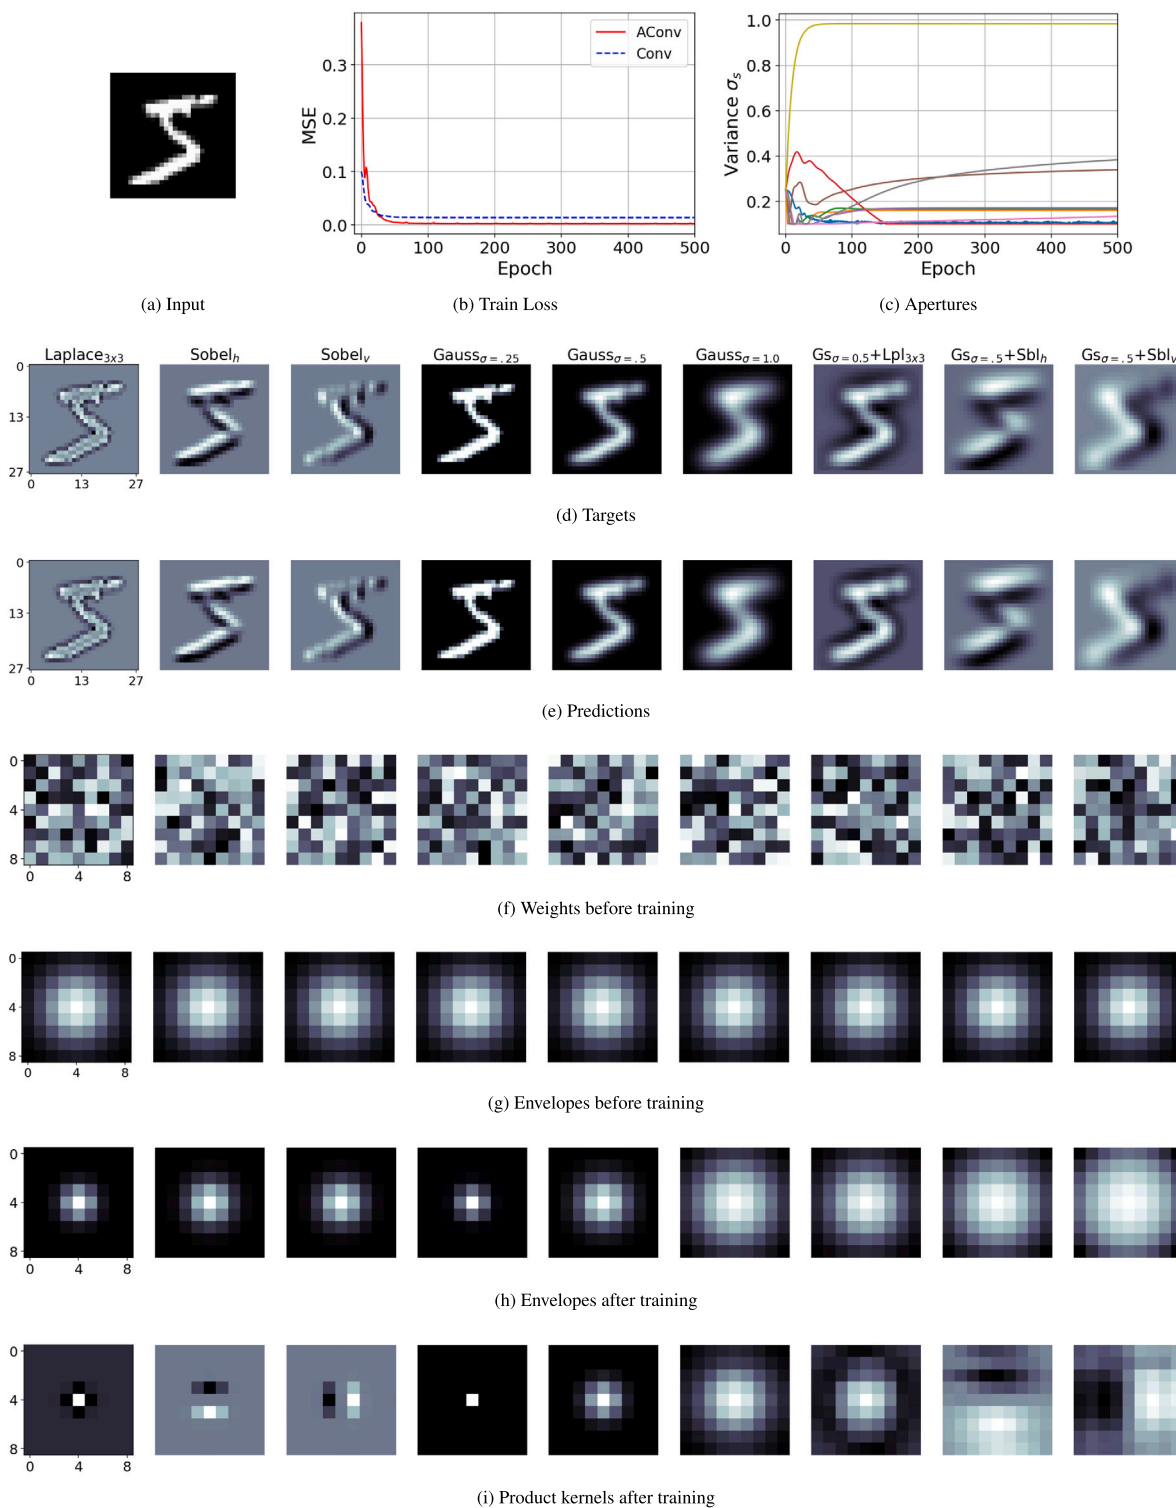 AConv
Conv
MSE
0.3
0.2
0.1
0.0
0 100 200 300 400 500
Epoch
Variance σs
1.0
0.8
0.6
0.4
0.2
0 100 200 300 400 500
Epoch
(a) Input
(b) Train Loss
(c) Apertures
Laplace3x3 Sobelh Sobelv Gaussσ=.25 Gaussσ=.5 Gaussσ=1.0 Gsσ=0.5+Lpl3x3 Gsσ=.5+Sblh Gsσ=.5+Sblv
0
13
27
0 13 27
(d) Targets
0
13
27
0 13 27
(e) Predictions
0
4
8
0 4 8
(f) Weights before training
0
4
8
0 4 8
(g) Envelopes before training
0
4
8
0 4 8
(h) Envelopes after training
0
4
8
0 4 8
(i) Product kernels after training